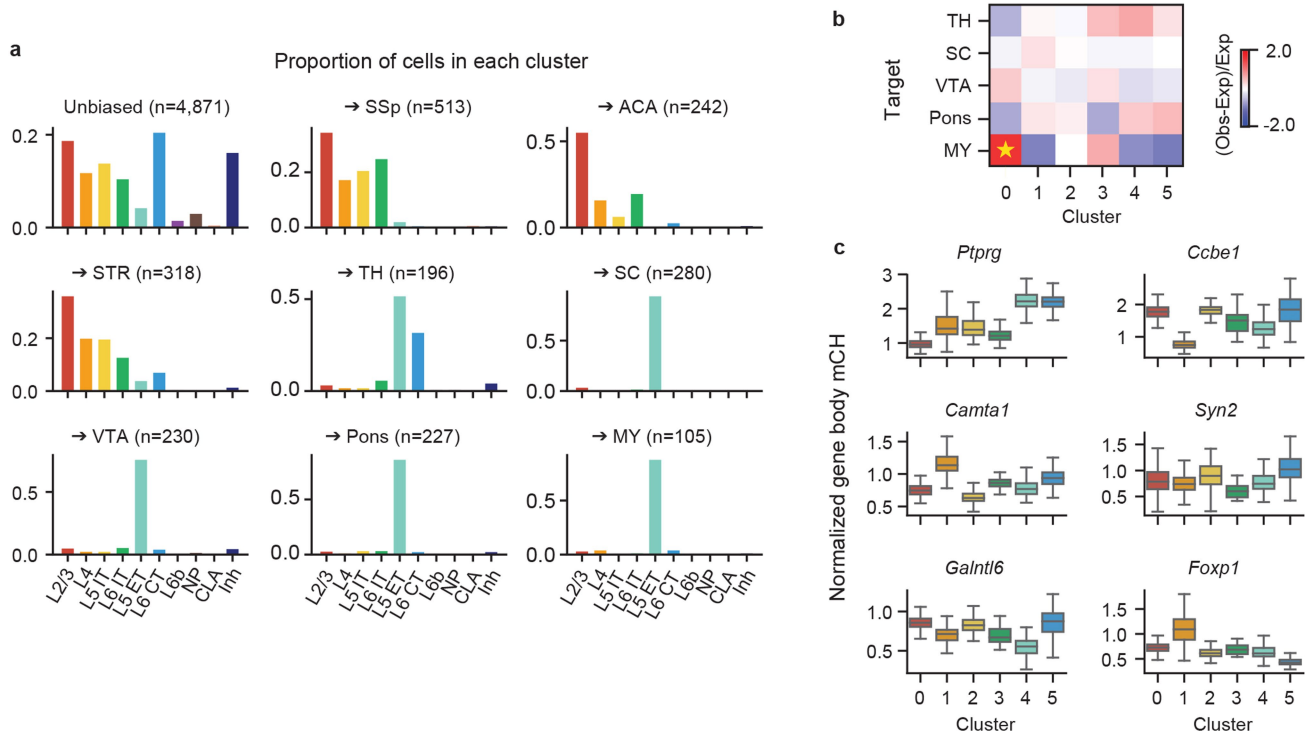 a
Proportion of cells in each cluster
Unbiased (n=4,871)
➔ SSp (n=513)
➔ ACA (n=242)
0.2
0.0
0.2
0.0
0.5
0.0
➔ STR (n=318)
➔ TH (n=196)
➔ SC (n=280)
0.2
0.0
0.5
0.0
0.5
0.0
➔ VTA (n=230)
➔ Pons (n=227)
➔ MY (n=105)
0.5
0.0
0.5
0.0
0.5
0.0
L2/3 L4 L5 IT L6 IT L5 ET L6 CT L6b NP CLA Inh
L2/3 L4 L5 IT L6 IT L5 ET L6 CT L6b NP CLA Inh
L2/3 L4 L5 IT L6 IT L5 ET L6 CT L6b NP CLA Inh
b
Target
TH
SC
VTA
Pons
MY
0 1 2 3 4 5
Cluster
2.0
-2.0
(Obs-Exp)/Exp
c
Normalized gene body mCH
Ptprg
3
2
1
Ccbe1
2
1
Camta1
1.5
1.0
0.5
Syn2
1.5
1.0
0.5
Galntl6
1.0
0.5
Foxp1
1.5
1.0
0.5
0 1 2 3 4 5
Cluster
0 1 2 3 4 5
Cluster